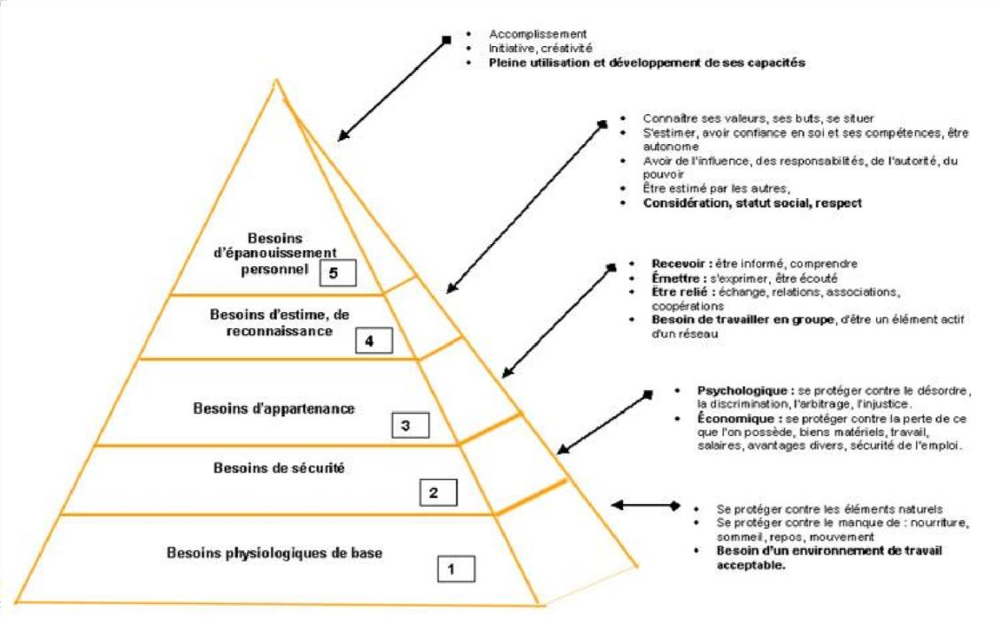 • Accomplissement
• Initiative, créativité
• Pleine utilisation et développement de ses capacités
• Connaître ses valeurs, ses buts, se situer
• S'estimer, avoir confiance en soi et ses compétences, être
autonome
• Avoir de l'influence, des responsabilités, de l'autorité, du
pouvoir
• Être estimé par les autres,
• Considération, statut social, respect
Besoins
d'épanouissement
personnel
5
• Recevoir : être informé, comprendre
• Émettre : s'exprimer, être écouté
• Être relié : échange, relations, associations,
coopérations
• Besoin de travailler en groupe, d'être un élément actif
d'un réseau
Besoins d'estime, de
reconnaissance
4
Besoins d'appartenance
3
• Psychologique : se protéger contre le désordre,
la discrimination, l'arbitrage, l'injustice.
• Économique : se protéger contre la perte de ce
que l'on possède, biens matériels, travail,
salaires, avantages divers, sécurité de l'emploi.
Besoins de sécurité
2
• Se protéger contre les éléments naturels
• Se protéger contre le manque de : nourriture,
sommeil, repos, mouvement
• Besoin d'un environnement de travail
acceptable.
Besoins physiologiques de base
1